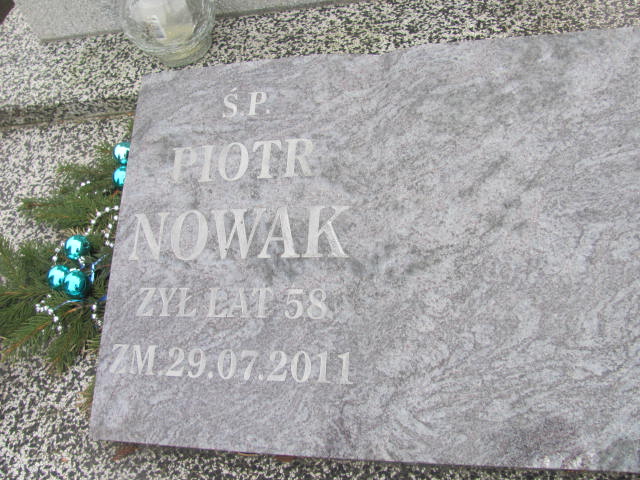 Ś.P.
PIOTR
NOWAK
ŻYŁ LAT 58
ZM.29.07.2011